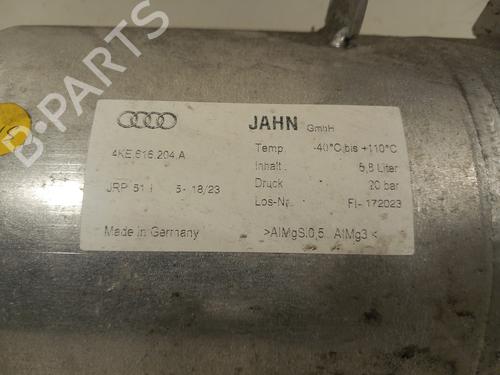 JAHN GmbH
4KE.616.204.A
Temp. -40°C bis +110°C
Inhalt: 5,8 Liter
JRP 51 5- 18/23
Druck 20 bar
Los-Nr. FI- 172023
Made in Germany
>AlMgSi0,5 AlMg3<
B-PARTS